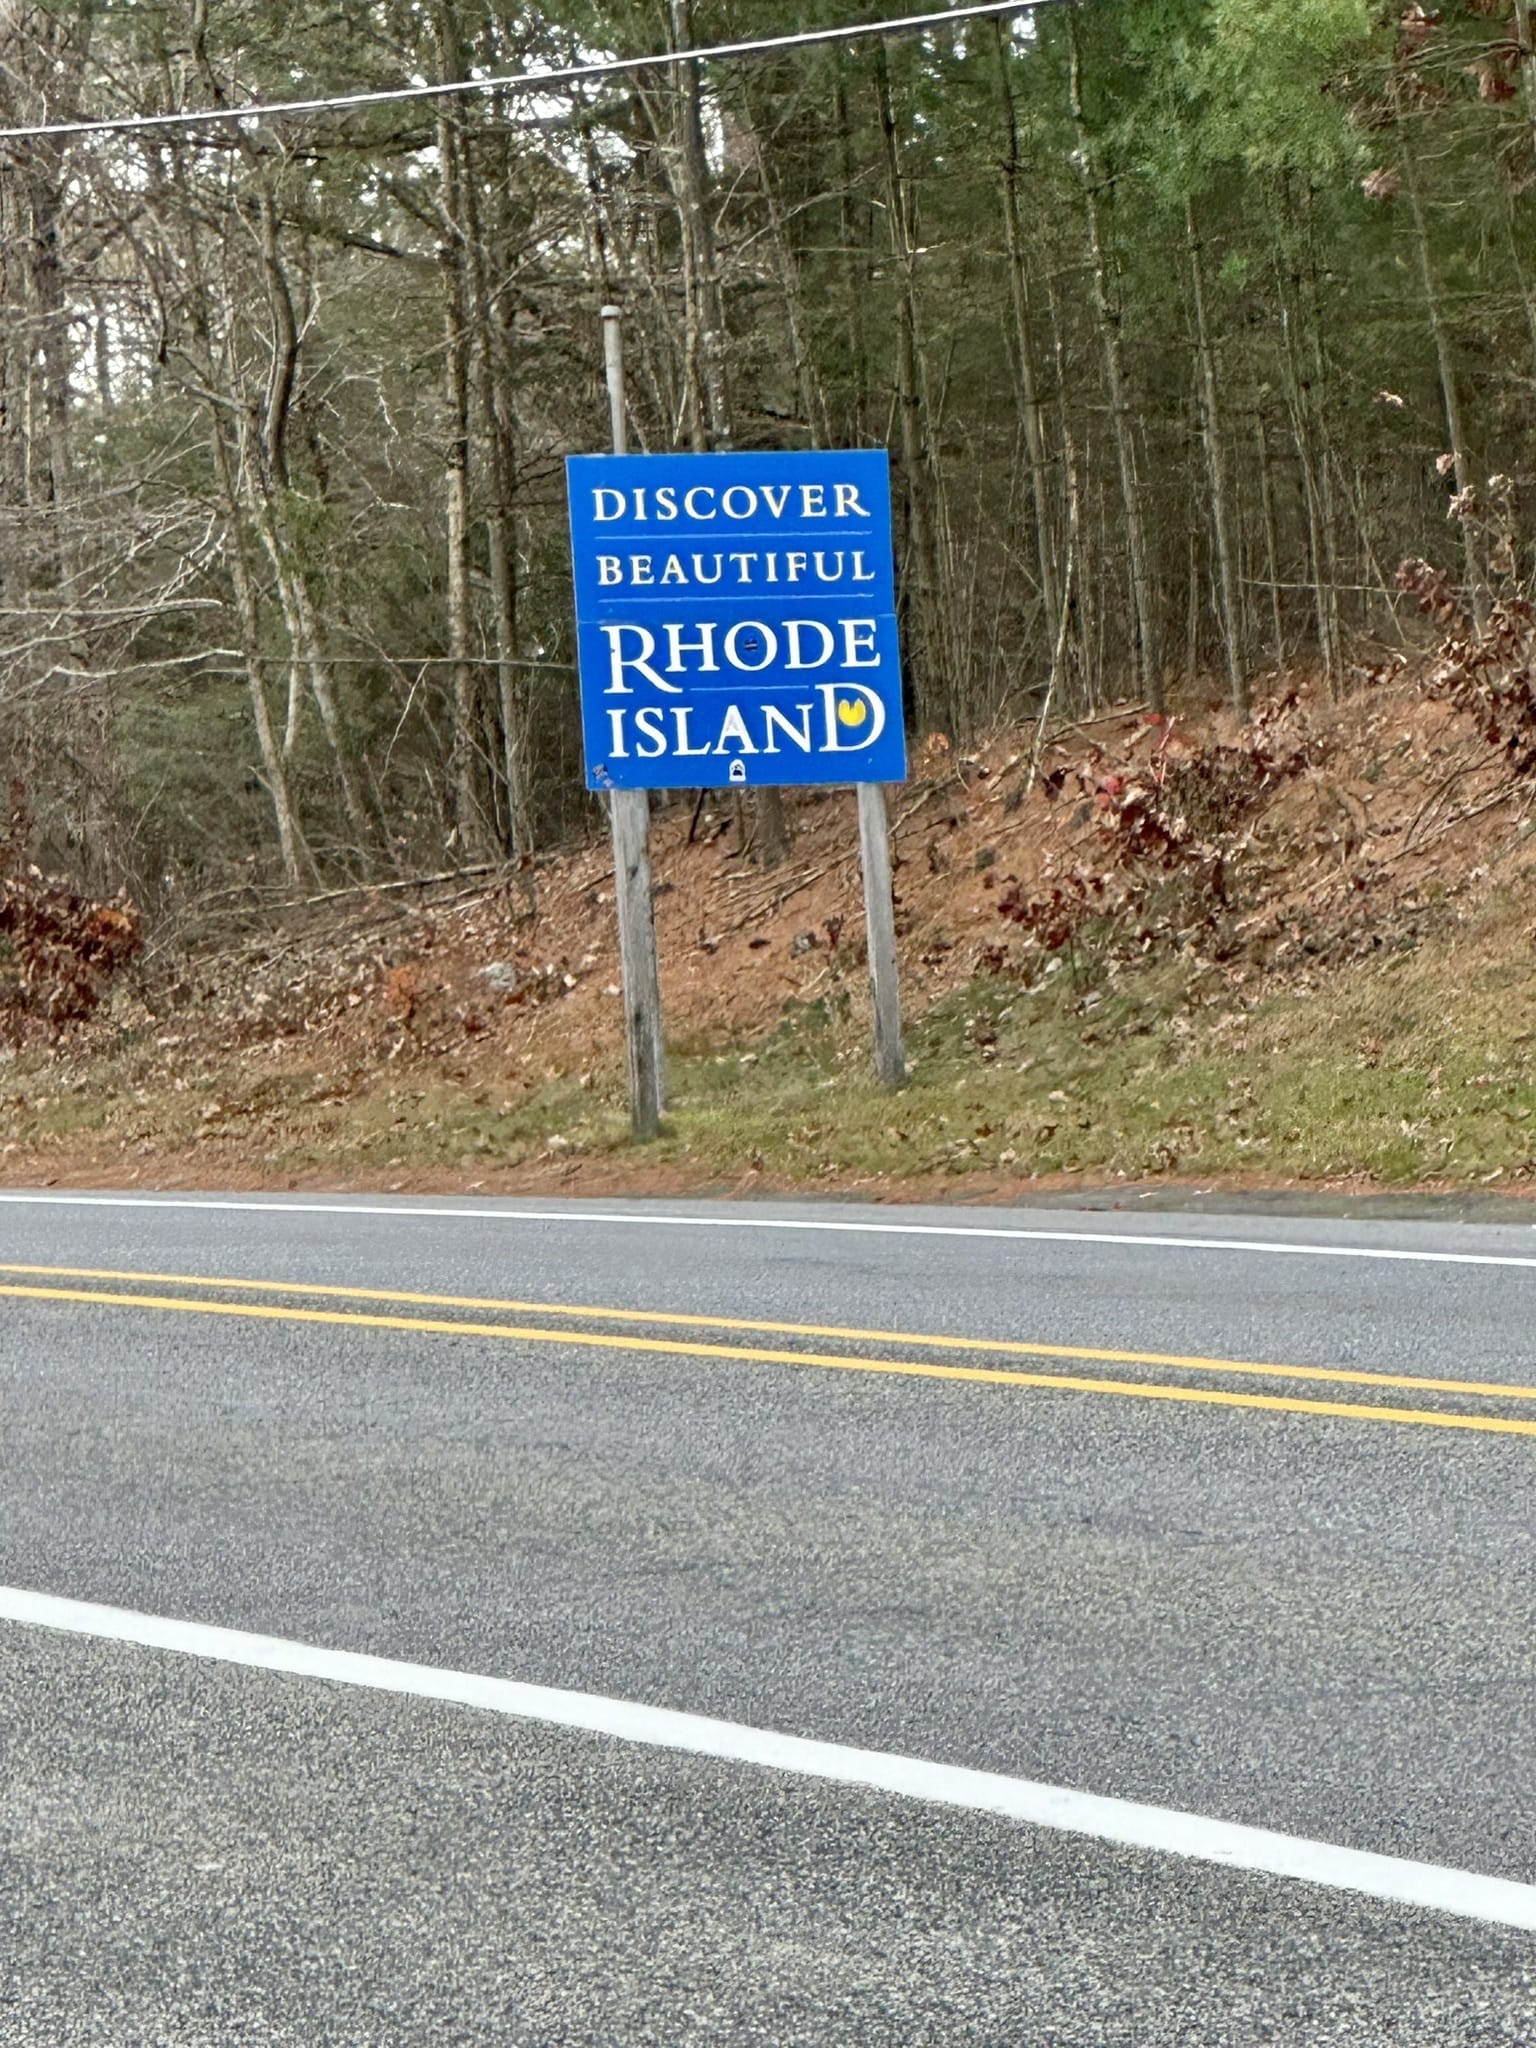 DISCOVER
BEAUTIFUL
RHODE
ISLAND